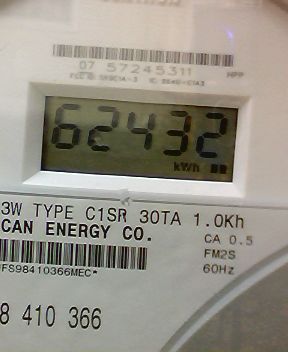 07 57245311 HPP
62432
kWh
3W TYPE C1SR 30TA 1.0Kh
CAN ENERGY CO.
CA 0.5
FM2S
60Hz
FS98410366MEC*
8 410 366